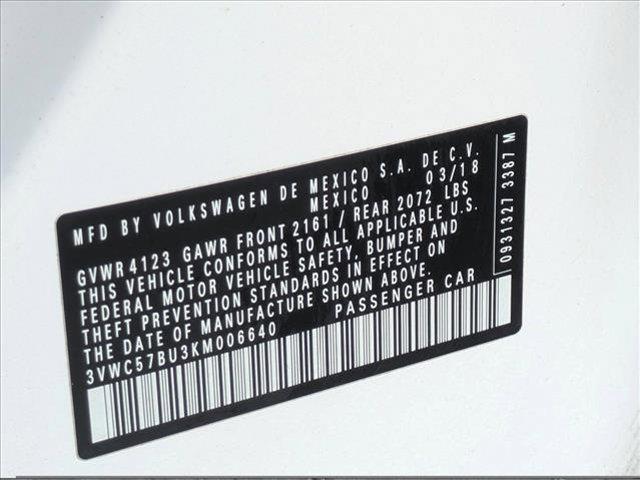 MFD BY VOLKSWAGEN DE MEXICO S.A. DE C.V.
MEXICO 03/18
GVWR 4123 GAWR FRONT 2161 / REAR 2072 LBS
THIS VEHICLE CONFORMS TO ALL APPLICABLE U.S.
FEDERAL MOTOR VEHICLE SAFETY, BUMPER AND
THEFT PREVENTION STANDARDS IN EFFECT ON
THE DATE OF MANUFACTURE SHOWN ABOVE.
3VWC57BU3KM006640 PASSENGER CAR
0931327 3387 M